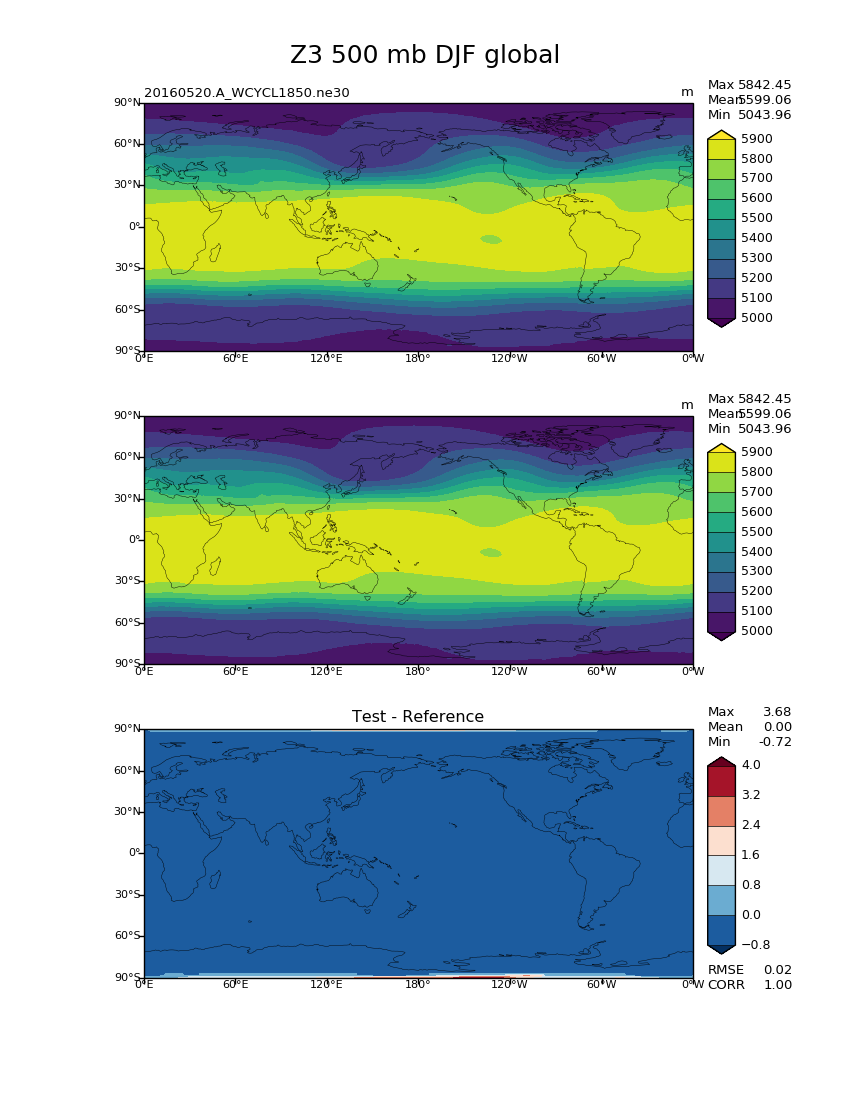 Z3 500 mb DJF global
20160520.A_WCYCL1850.ne30
m
Max 5842.45
Mean 5599.06
Min 5043.96
90°N
60°N
30°N
0°
30°S
60°S
90°S
0°E 60°E 120°E 180° 120°W 60°W 0°W
5900
5800
5700
5600
5500
5400
5300
5200
5100
5000
m
Max 5842.45
Mean 5599.06
Min 5043.96
90°N
60°N
30°N
0°
30°S
60°S
90°S
0°E 60°E 120°E 180° 120°W 60°W 0°W
5900
5800
5700
5600
5500
5400
5300
5200
5100
5000
Test - Reference
Max 3.68
Mean 0.00
Min -0.72
90°N
60°N
30°N
0°
30°S
60°S
90°S
0°E 60°E 120°E 180° 120°W 60°W 0°W
4.0
3.2
2.4
1.6
0.8
0.0
−0.8
RMSE 0.02
CORR 1.00